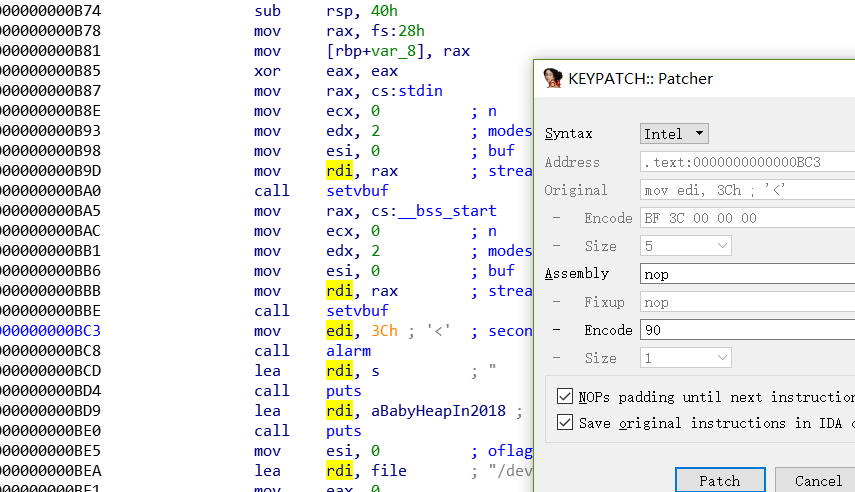 000000000B74 sub rsp, 40h
000000000B78 mov rax, fs:28h
000000000B81 mov [rbp+var_8], rax
000000000B85 xor eax, eax
000000000B87 mov rax, cs:stdin
000000000B8E mov ecx, 0 ; n
000000000B93 mov edx, 2 ; modes
000000000B98 mov esi, 0 ; buf
000000000B9D mov rdi, rax ; strea
000000000BA0 call setvbuf
000000000BA5 mov rax, cs:__bss_start
000000000BAC mov ecx, 0 ; n
000000000BB1 mov edx, 2 ; modes
000000000BB6 mov esi, 0 ; buf
000000000BBB mov rdi, rax ; strea
000000000BBE call setvbuf
000000000BC3 mov edi, 3Ch ; '<' ; secon
000000000BC8 call alarm
000000000BCD lea rdi, s ; "
000000000BD4 call puts
000000000BD9 lea rdi, aBabyHeapIn2018 ;
000000000BE0 call puts
000000000BE5 mov esi, 0 ; oflag
000000000BEA lea rdi, file ; "/dev
000000000BF1 mov eax, 0
KEYPATCH:: Patcher
Syntax Intel
Address .text:0000000000000BC3
Original mov edi, 3Ch ; '<'
- Encode BF 3C 00 00 00
- Size 5
Assembly nop
- Fixup nop
- Encode 90
- Size 1
NOPs padding until next instruction
Save original instructions in IDA c
Patch Cancel